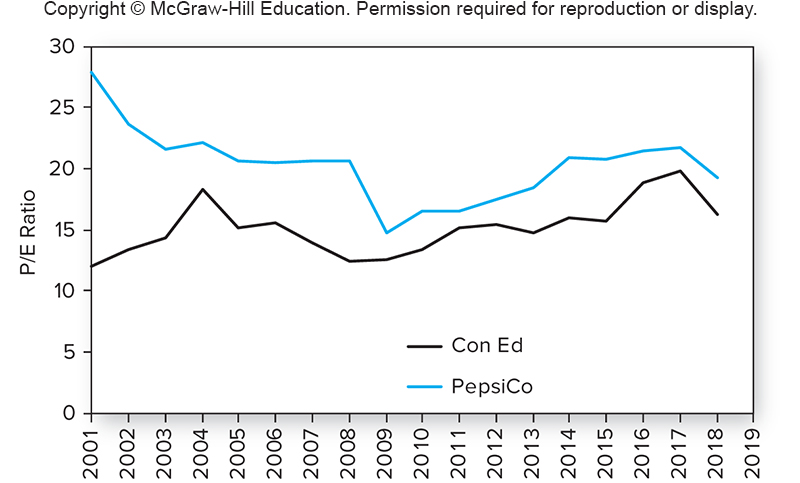 Copyright © McGraw-Hill Education. Permission required for reproduction or display.
30
25
20
15
10
5
0
P/E Ratio
Con Ed
PepsiCo
2001 2002 2003 2004 2005 2006 2007 2008 2009 2010 2011 2012 2013 2014 2015 2016 2017 2018 2019